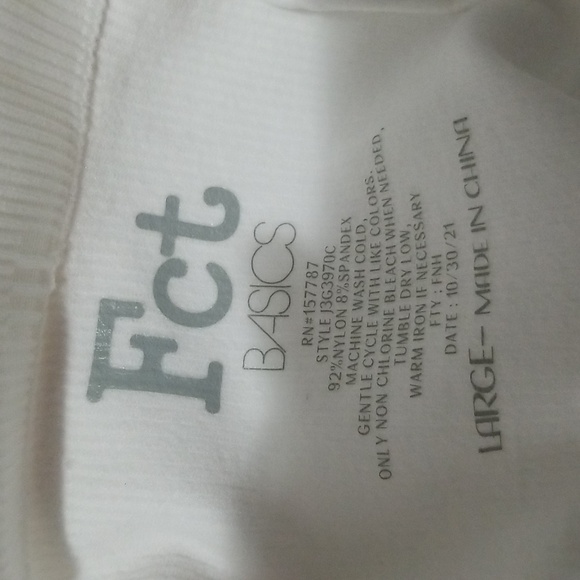 Fct
BASICS
RN#157787
STYLE J3G3970C
92%NYLON 8%SPANDEX
MACHINE WASH COLD,
GENTLE CYCLE WITH LIKE COLORS.
ONLY NON CHLORINE BLEACH WHEN NEEDED,
TUMBLE DRY LOW,
WARM IRON IF NECESSARY
FTY : FNH
DATE : 10/30/21
LARGE– MADE IN CHINA